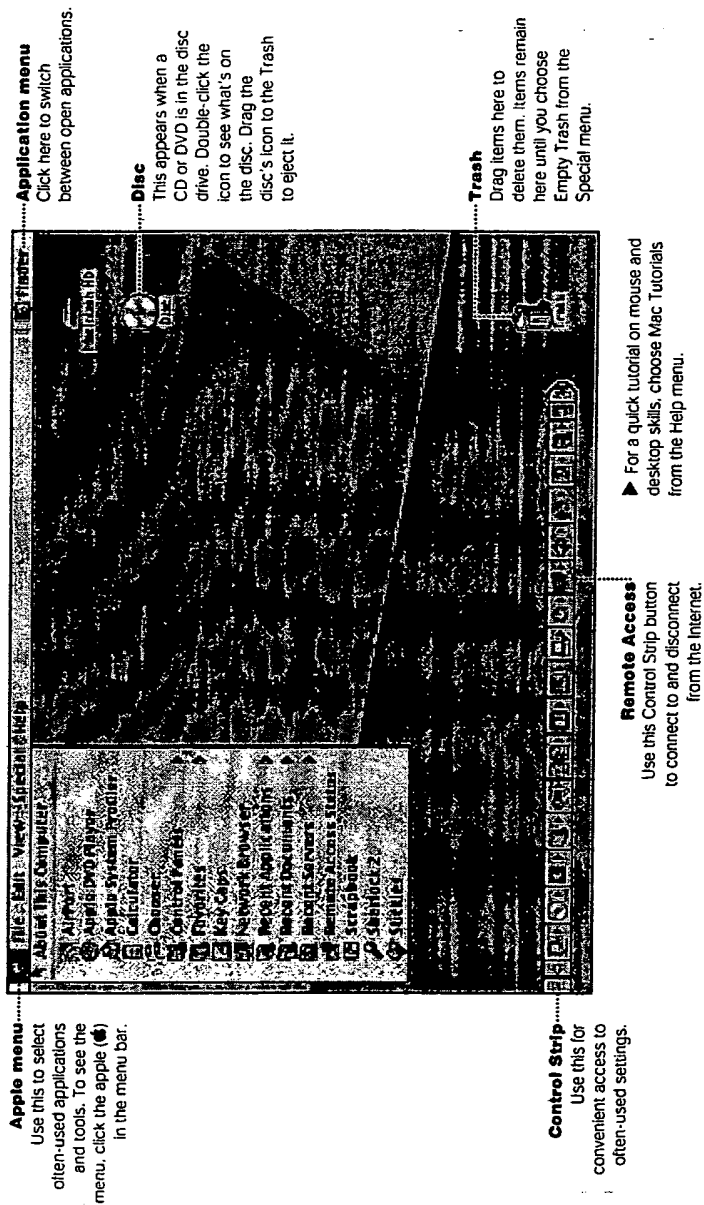 Apple menu
Use this to select
often-used applications
and tools. To see the
menu, click the apple ()
in the menu bar.
Application menu
Click here to switch
between open applications.
Disc
This appears when a
CD or DVD is in the disc
drive. Double-click the
icon to see what's on
the disc. Drag the
disc's icon to the Trash
to eject it.
Trash
Drag items here to
delete them. Items remain
here until you choose
Empty Trash from the
Special menu.
File Edit View Special Help
Finder
About This Computer
AirPort
Apple DVD Player
Apple System Profiler
Calculator
Chooser
Control Panels
Favorites
Key Caps
Network Browser
Recent Applications
Recent Documents
Recent Servers
Remote Access Status
Scrapbook
Sherlock 2
Stickies
Control Strip
Use this for
convenient access to
often-used settings.
Remote Access
Use this Control Strip button
to connect to and disconnect
from the Internet.
▶ For a quick tutorial on mouse and
desktop skills, choose Mac Tutorials
from the Help menu.